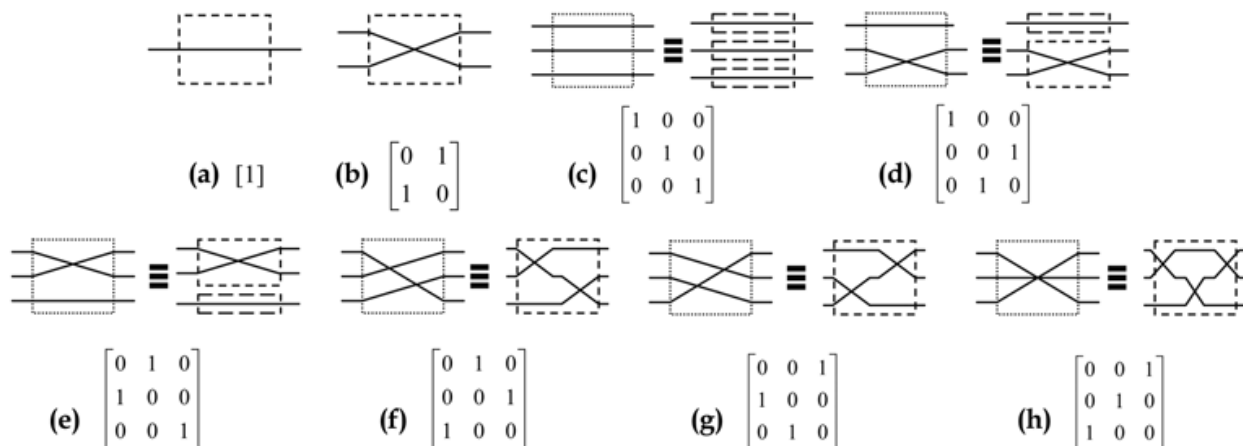 (a) [1]
(b) [0 1
1 0]
(c) [1 0 0
0 1 0
0 0 1]
(d) [1 0 0
0 0 1
0 1 0]
(e) [0 1 0
1 0 0
0 0 1]
(f) [0 1 0
0 0 1
1 0 0]
(g) [0 0 1
1 0 0
0 1 0]
(h) [0 0 1
0 1 0
1 0 0]